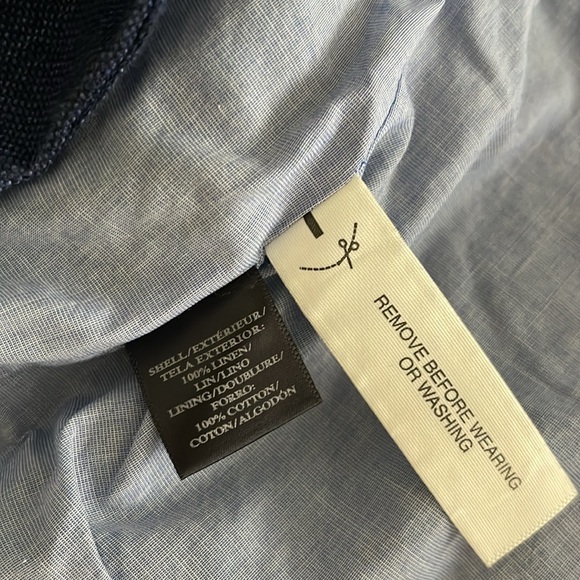 SHELL/EXTÉRIEUR/
TELA EXTERIOR:
100% LINEN/
LIN/LINO
LINING/DOUBLURE/
FORRO:
100% COTTON/
COTON/ALGODÓN
REMOVE BEFORE WEARING
OR WASHING